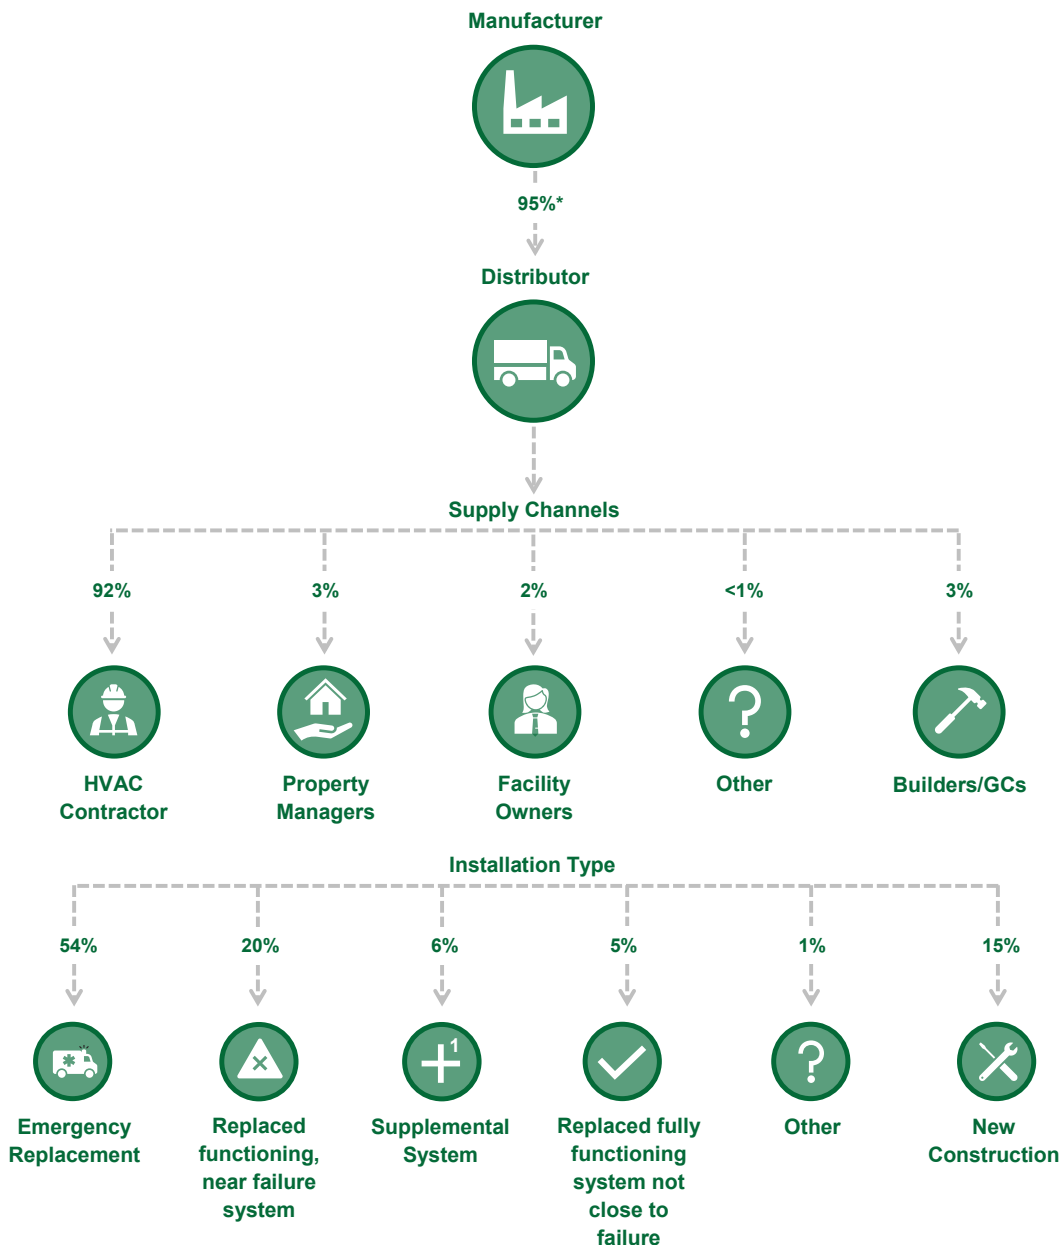 Manufacturer
95%*
Distributor
Supply Channels
92%
3%
2%
<1%
3%
HVAC
Contractor
Property
Managers
Facility
Owners
Other
Builders/GCs
Installation Type
54%
20%
6%
5%
1%
15%
1
Emergency
Replacement
Replaced
functioning,
near failure
system
Supplemental
System
Replaced fully
functioning
system not
close to
failure
Other
New
Construction